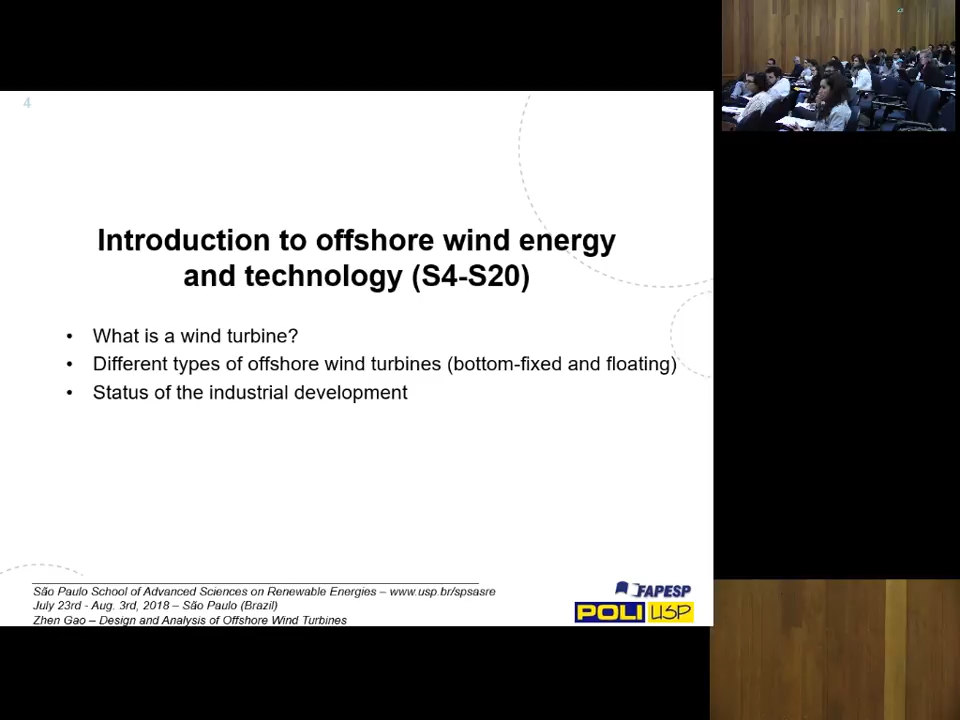 4
Introduction to offshore wind energy
and technology (S4-S20)
• What is a wind turbine?
• Different types of offshore wind turbines (bottom-fixed and floating)
• Status of the industrial development
São Paulo School of Advanced Sciences on Renewable Energies – www.usp.br/spsasre
July 23rd - Aug. 3rd, 2018 – São Paulo (Brazil)
Zhen Gao – Design and Analysis of Offshore Wind Turbines
FAPESP
POLI USP